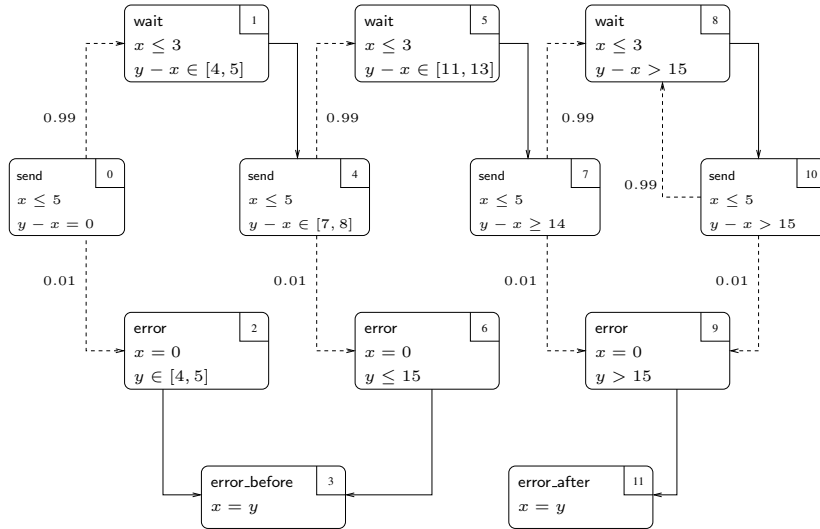 wait 1
x ≤ 3
y − x ∈ [4, 5]
wait 5
x ≤ 3
y − x ∈ [11, 13]
wait 8
x ≤ 3
y − x > 15
0.99
0.99
0.99
0.99
send 0
x ≤ 5
y − x = 0
send 4
x ≤ 5
y − x ∈ [7, 8]
send 7
x ≤ 5
y − x ≥ 14
send 10
x ≤ 5
y − x > 15
0.01
0.01
0.01
0.01
error 2
x = 0
y ∈ [4, 5]
error 6
x = 0
y ≤ 15
error 9
x = 0
y > 15
error_before 3
x = y
error_after 11
x = y